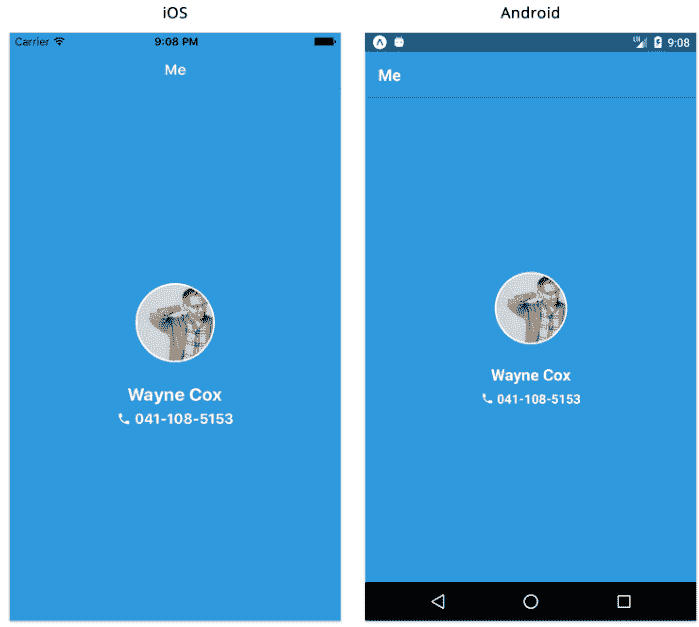 iOS
Android
Carrier 9:08 PM
9:08
Me
Me
Wayne Cox
041-108-5153
Wayne Cox
041-108-5153